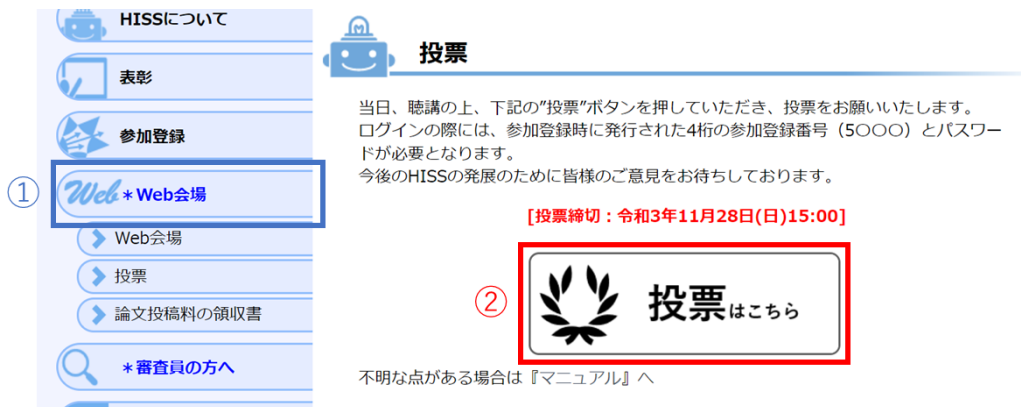 HISSについて
表彰
参加登録
①
Web *Web会場
Web会場
投票
論文投稿料の領収書
*審査員の方へ
投票
当日、聴講の上、下記の"投票"ボタンを押していただき、投票をお願いいたします。
ログインの際には、参加登録時に発行された4桁の参加登録番号（5〇〇〇）とパスワー
ドが必要となります。
今後のHISSの発展のために皆様のご意見をお待ちしております。
[投票締切：令和3年11月28日(日)15:00]
②
投票はこちら
不明な点がある場合は『マニュアル』へ